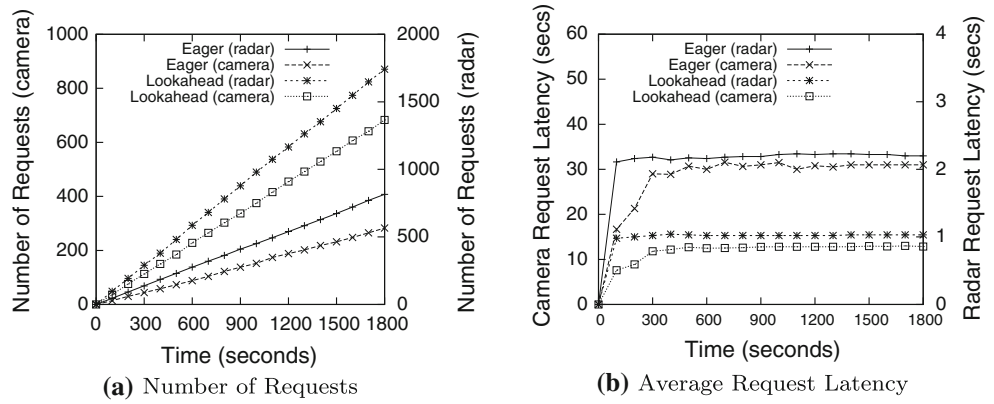 Number of Requests (camera)
1000
800
600
400
200
0
Eager (radar)
Eager (camera)
Lookahead (radar)
Lookahead (camera)
2000
1500
1000
500
0
Number of Requests (radar)
0 300 600 900 1200 1500 1800
Time (seconds)
(a) Number of Requests
Camera Request Latency (secs)
60
50
40
30
20
10
0
Eager (radar)
Eager (camera)
Lookahead (radar)
Lookahead (camera)
4
3
2
1
0
Radar Request Latency (secs)
0 300 600 900 1200 1500 1800
Time (seconds)
(b) Average Request Latency